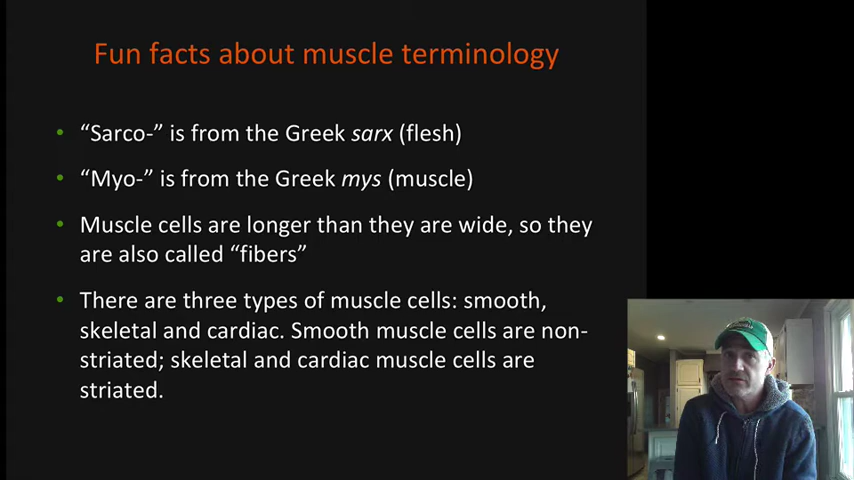 Fun facts about muscle terminology
• “Sarco-” is from the Greek sarx (flesh)
• “Myo-” is from the Greek mys (muscle)
• Muscle cells are longer than they are wide, so they
are also called “fibers”
• There are three types of muscle cells: smooth,
skeletal and cardiac. Smooth muscle cells are non-
striated; skeletal and cardiac muscle cells are
striated.